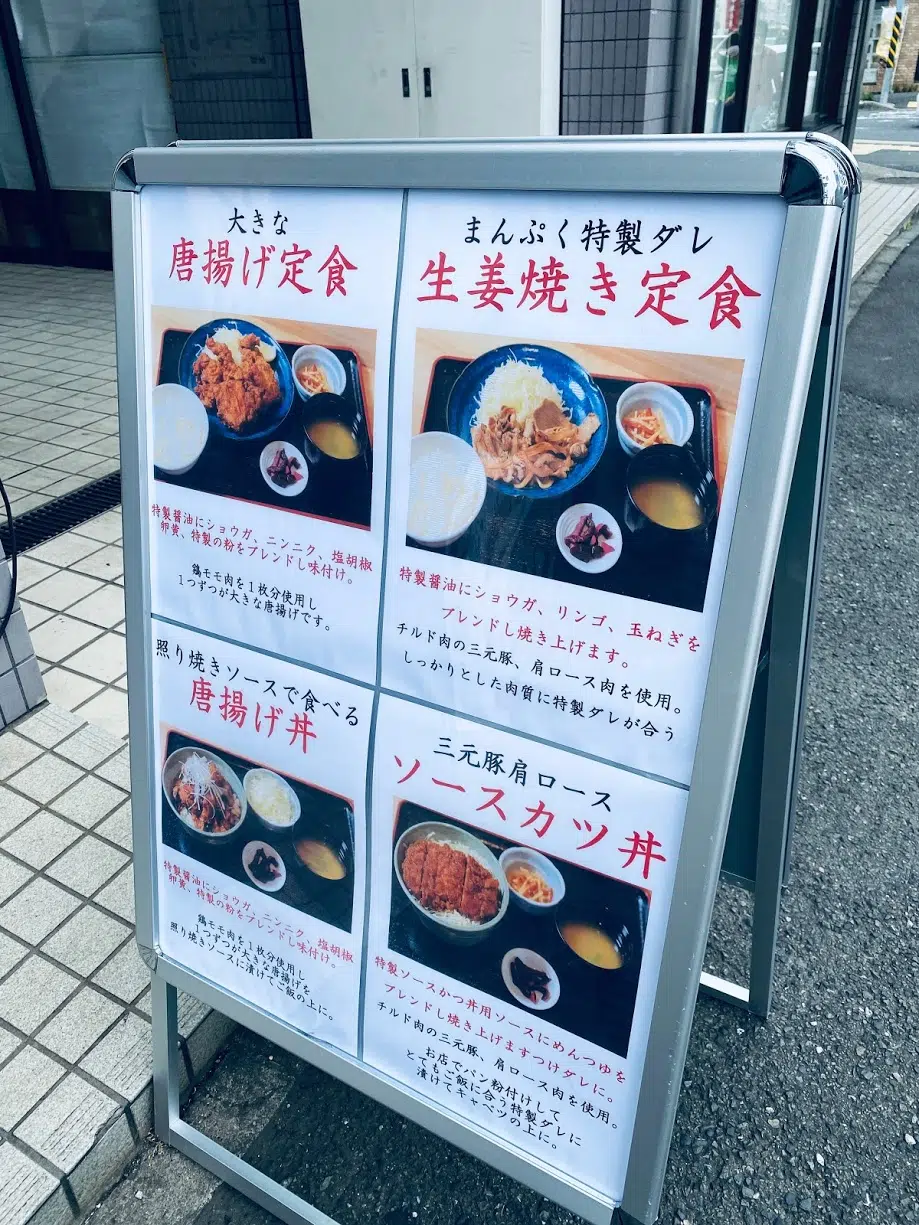 大きな
唐揚げ定食
特製醤油にショウガ、ニンニク、塩胡椒
卵黄、特製の粉をブレンドし味付け。
鶏モモ肉を1枚分使用し
1つずつが大きな唐揚げです。
まんぷく特製ダレ
生姜焼き定食
特製醤油にショウガ、リンゴ、玉ねぎを
ブレンドし焼き上げます。
チルド肉の三元豚、肩ロース肉を使用。
しっかりとした肉質に特製ダレが合う
照り焼きソースで食べる
唐揚げ丼
特製醤油にショウガ、ニンニク、塩胡椒
卵黄、特製の粉をブレンドし味付け。
鶏モモ肉を1枚分使用し
1つずつが大きな唐揚げを
照り焼きソースに漬けてご飯の上に。
三元豚肩ロース
ソースカツ丼
特製ソースかつ丼用ソースにめんつゆを
ブレンドし焼き上げますつけダレに。
チルド肉の三元豚、肩ロース肉を使用。
お店でパン粉付けして
とてもご飯に合う特製ダレに
漬けてキャベツの上に。